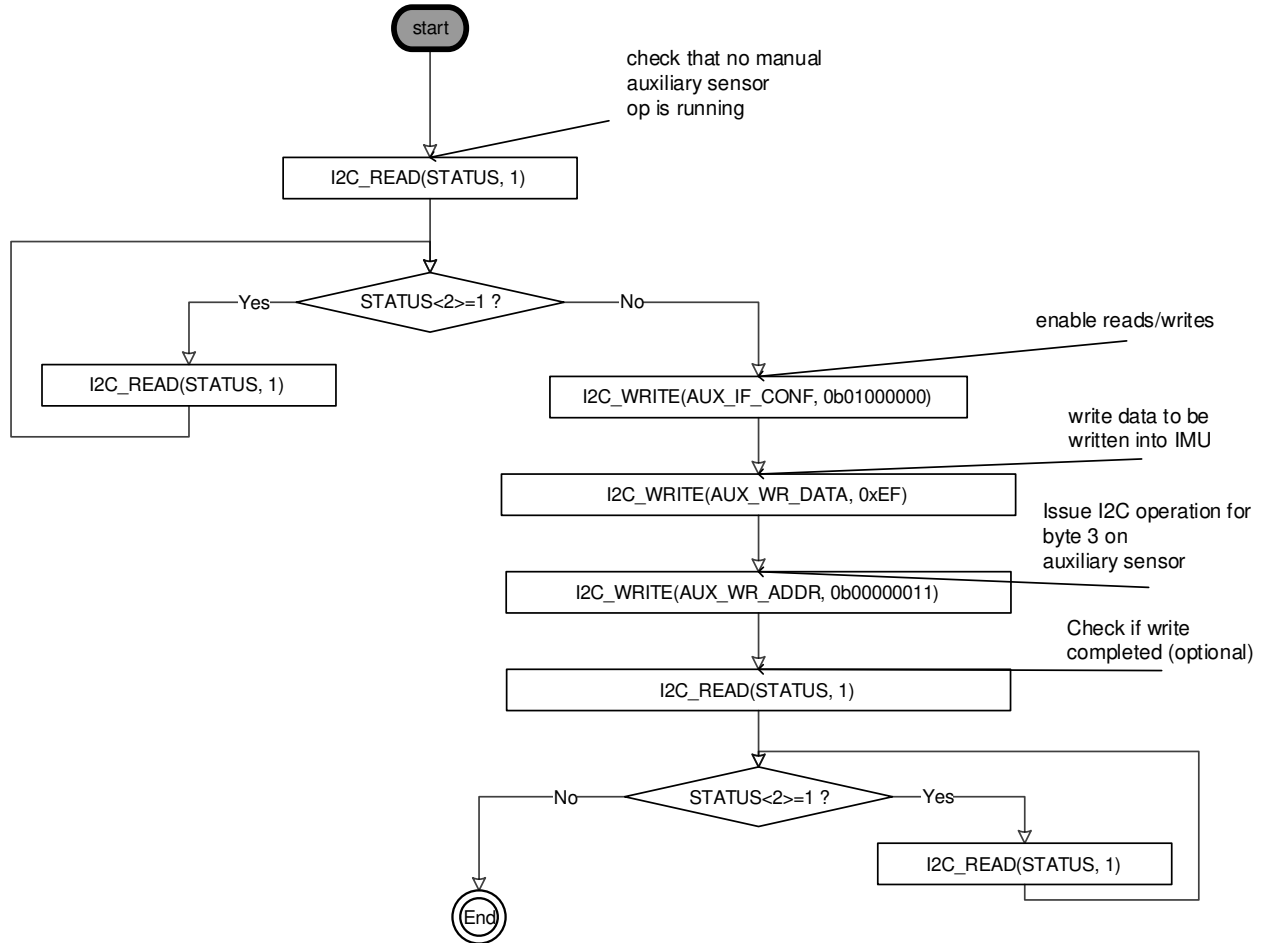 start
check that no manual
auxiliary sensor
op is running
I2C_READ(STATUS, 1)
STATUS<2>=1 ?
Yes
No
I2C_READ(STATUS, 1)
enable reads/writes
I2C_WRITE(AUX_IF_CONF, 0b01000000)
write data to be
written into IMU
I2C_WRITE(AUX_WR_DATA, 0xEF)
Issue I2C operation for
byte 3 on
auxiliary sensor
I2C_WRITE(AUX_WR_ADDR, 0b00000011)
Check if write
completed (optional)
I2C_READ(STATUS, 1)
STATUS<2>=1 ?
No
Yes
I2C_READ(STATUS, 1)
End